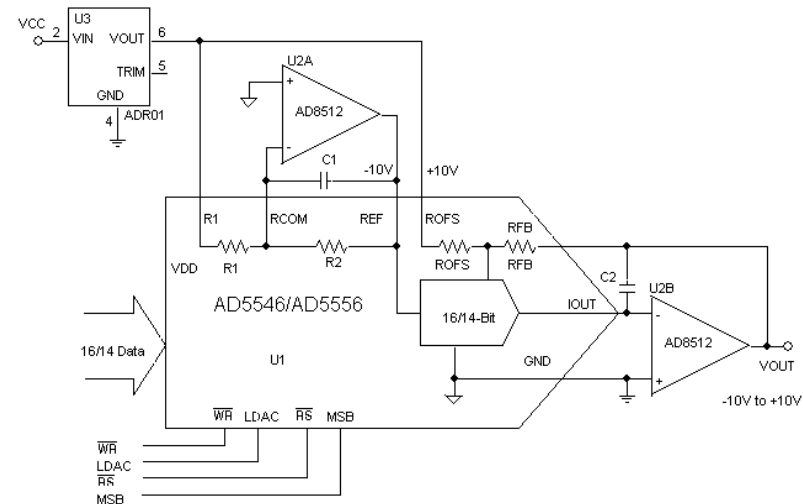 U3
VCC
2
VIN
VOUT
6
TRIM
5
GND
4
ADR01
U2A
+
AD8512
-
C1
-10V
+10V
R1
RCOM
REF
ROFS
RFB
R1
R2
ROFS
RFB
VDD
C2
U2B
AD5546/AD5556
16/14-Bit
IOUT
-
AD8512
+
VOUT
16/14 Data
U1
GND
-10V to +10V
WR
LDAC
RS
MSB
WR
LDAC
RS
MSB